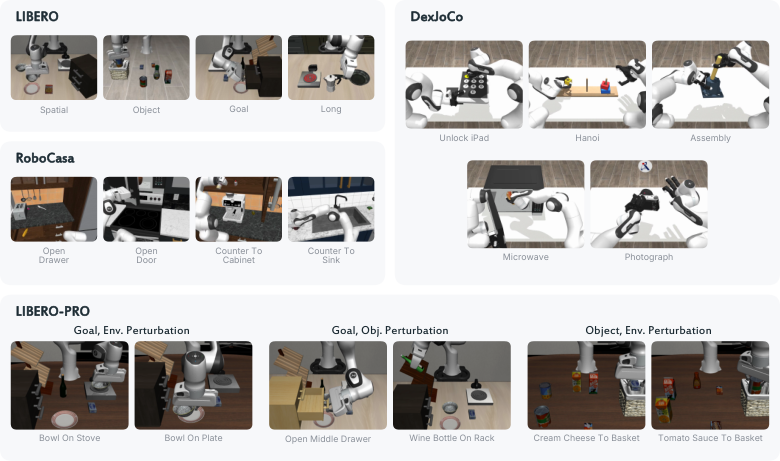 LIBERO
Spatial
Object
Goal
Long
RoboCasa
Open
Drawer
Open
Door
Counter To
Cabinet
Counter To
Sink
DexJoCo
Unlock iPad
Hanoi
Assembly
Microwave
Photograph
LIBERO-PRO
Goal, Env. Perturbation
Goal, Obj. Perturbation
Object, Env. Perturbation
Bowl On Stove
Bowl On Plate
Open Middle Drawer
Wine Bottle On Rack
Cream Cheese To Basket
Tomato Sauce To Basket